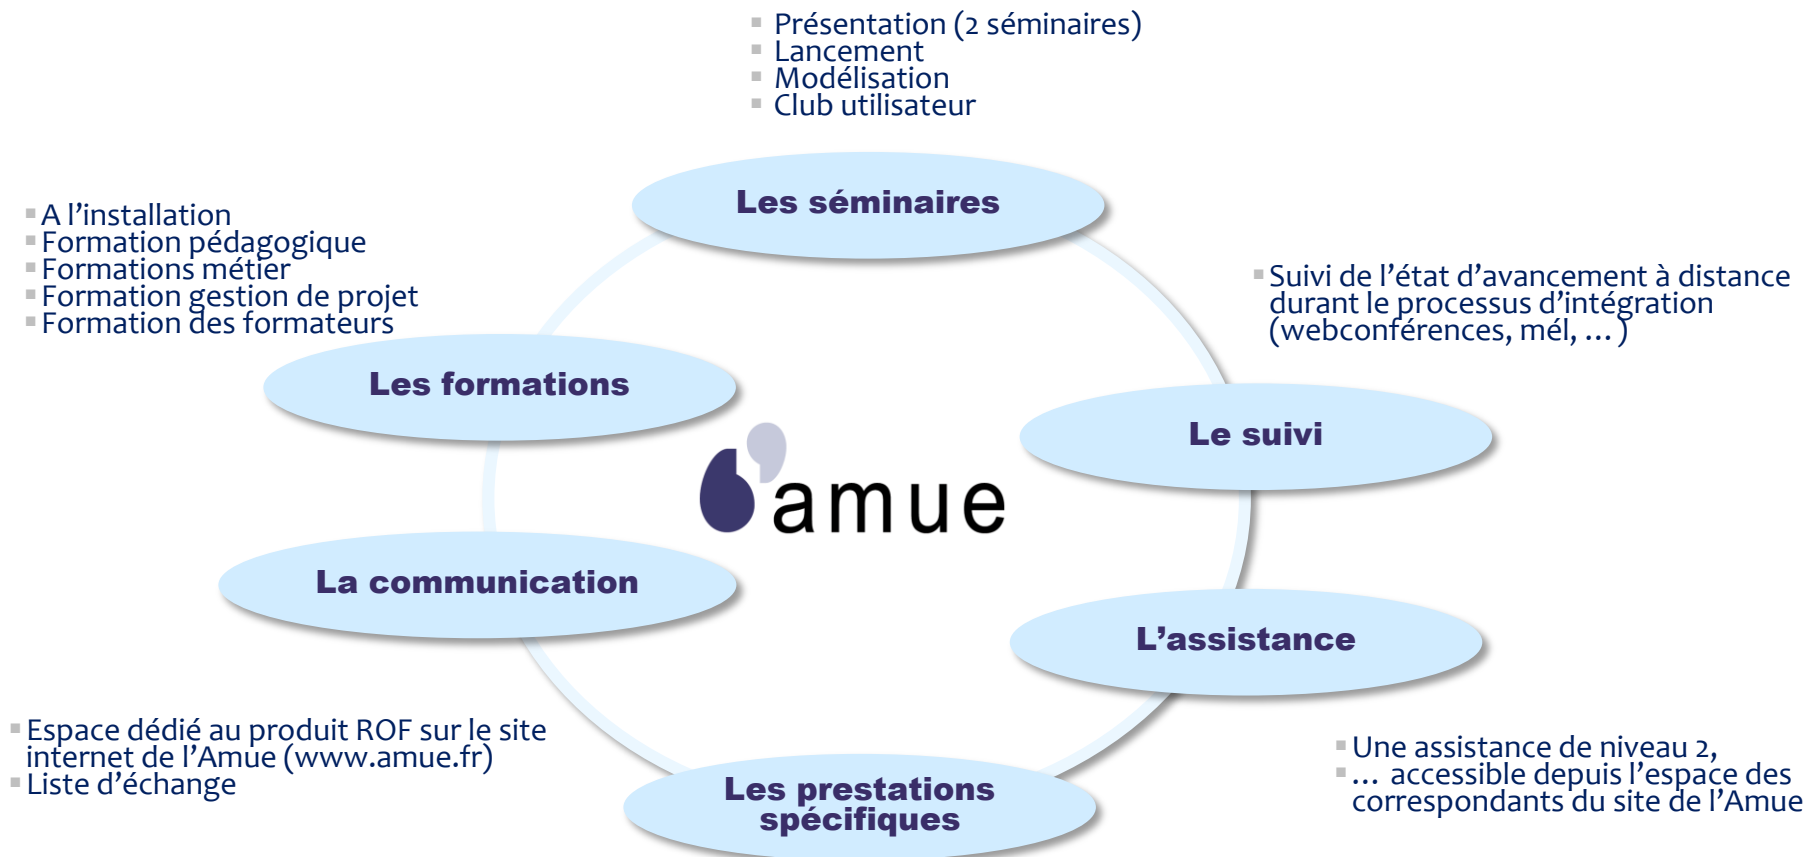 Présentation (2 séminaires)
Lancement
Modélisation
Club utilisateur
Les séminaires
A l’installation
Formation pédagogique
Formations métier
Formation gestion de projet
Formation des formateurs
Les formations
Suivi de l’état d’avancement à distance
durant le processus d’intégration
(webconférences, mél, … )
Le suivi
amue
La communication
L’assistance
Espace dédié au produit ROF sur le site
internet de l’Amue (www.amue.fr)
Liste d’échange
Les prestations
spécifiques
Une assistance de niveau 2,
… accessible depuis l’espace des
correspondants du site de l’Amue